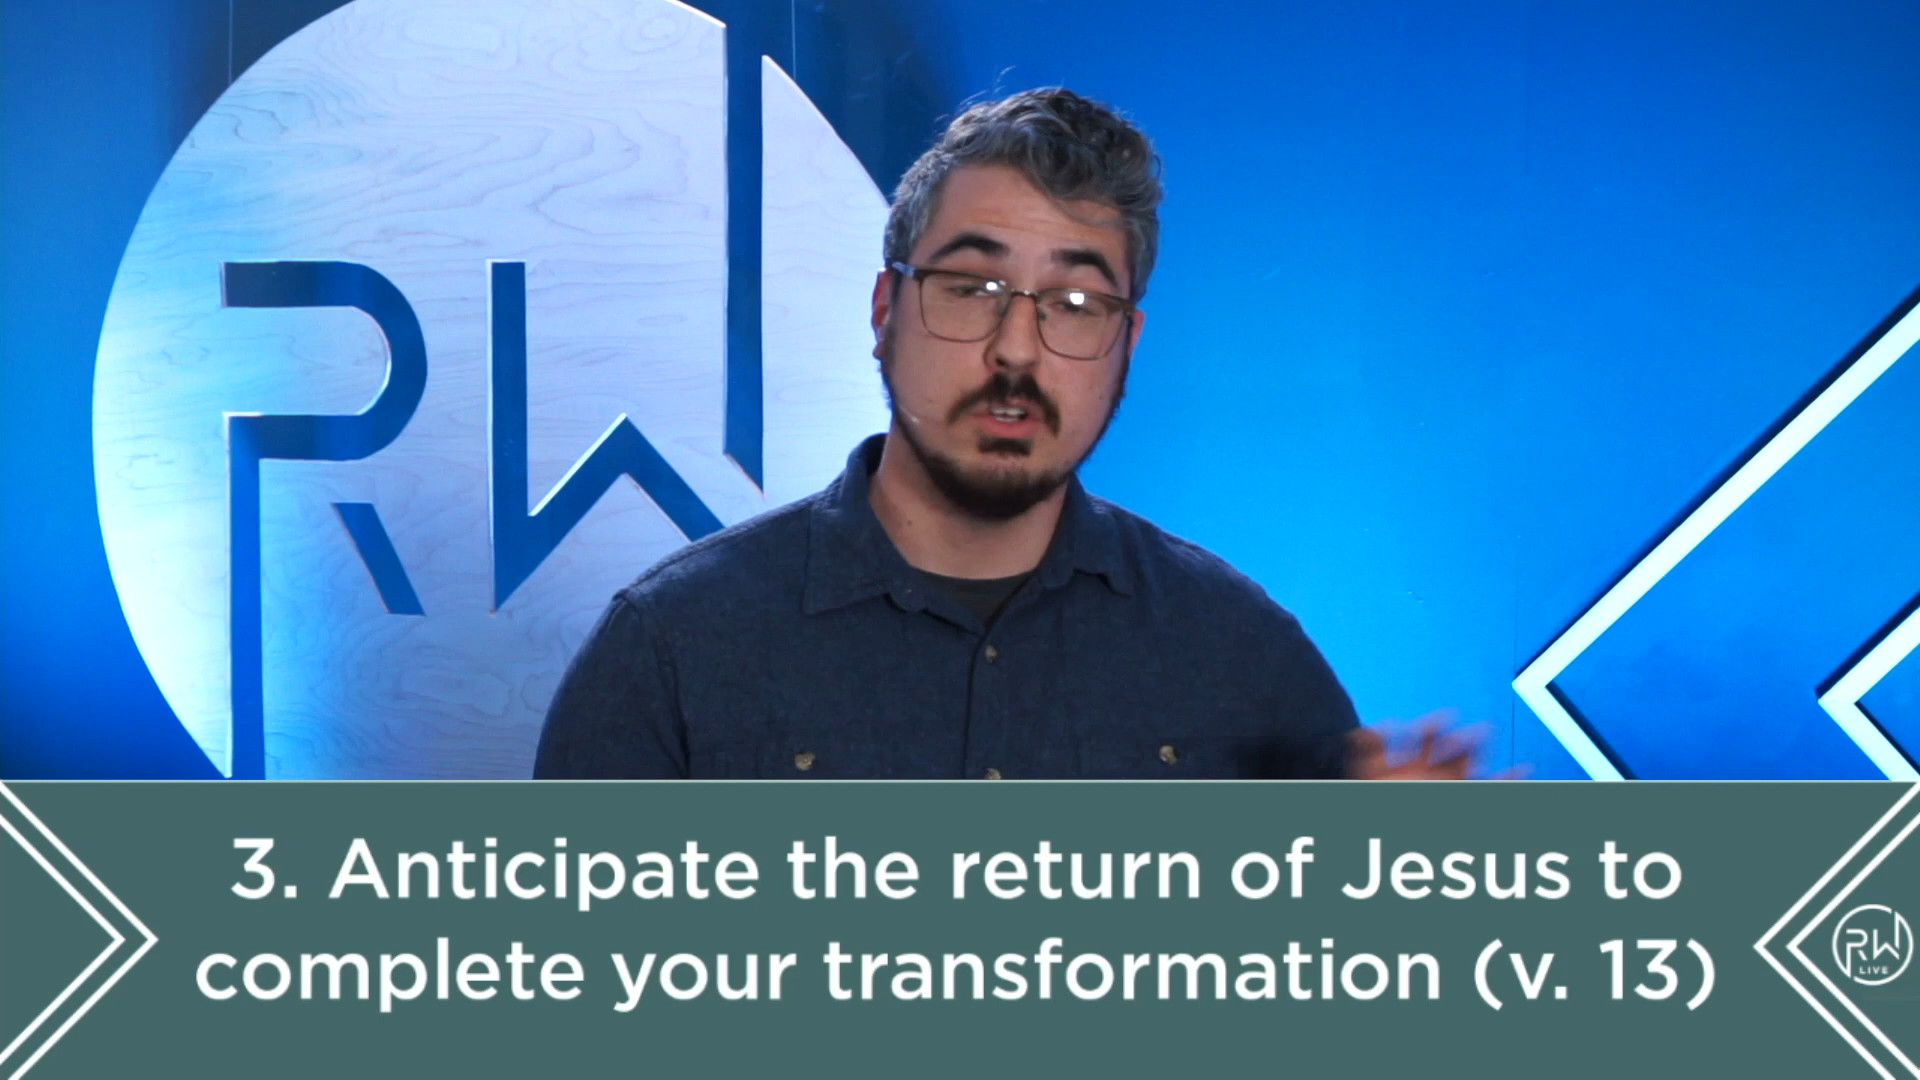 RW
3. Anticipate the return of Jesus to
complete your transformation (v. 13)
RW
LIVE